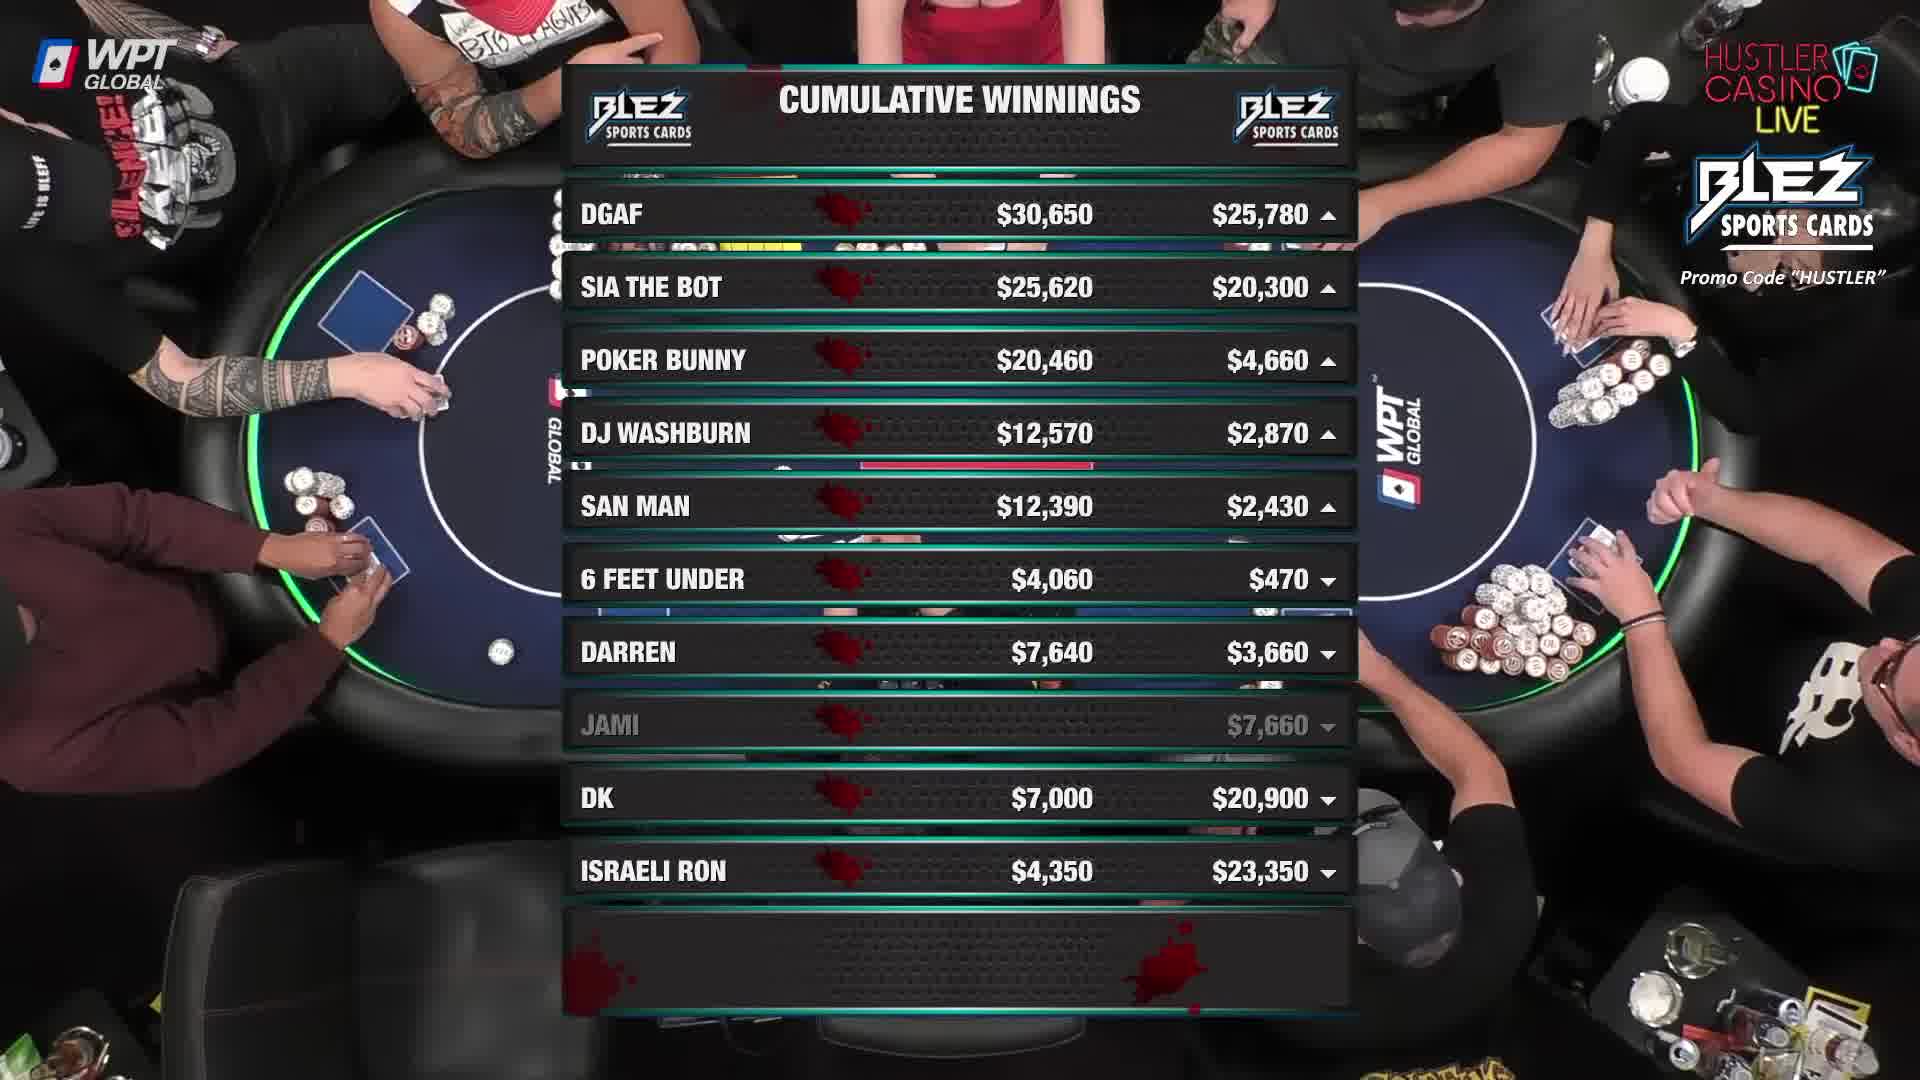 WPT
GLOBAL
HUSTLER
CASINO
LIVE
BLEZ
SPORTS CARDS
Promo Code "HUSTLER"
BIG LEAGUES
LIFE IS BLEFF
SILENCE
BLEZ
SPORTS CARDS
CUMULATIVE WINNINGS
BLEZ
SPORTS CARDS
DGAF $30,650 $25,780
SIA THE BOT $25,620 $20,300
POKER BUNNY $20,460 $4,660
DJ WASHBURN $12,570 $2,870
SAN MAN $12,390 $2,430
6 FEET UNDER $4,060 $470
DARREN $7,640 $3,660
JAMI $7,660
DK $7,000 $20,900
ISRAELI RON $4,350 $23,350
GLOBAL
WPT
GLOBAL